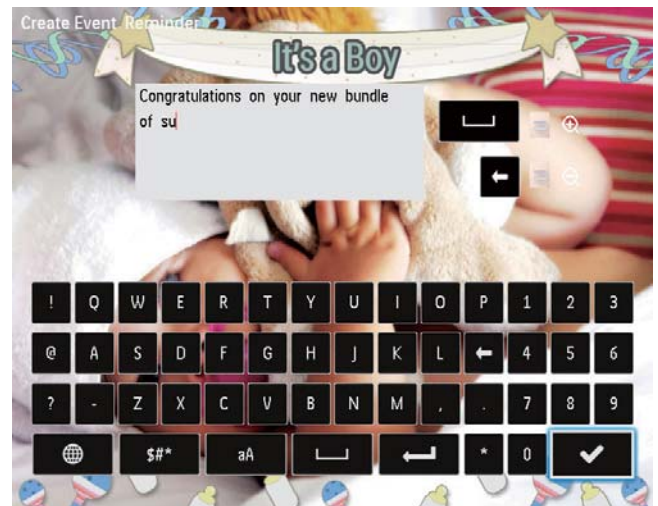 Create Event Reminder
It's a Boy
Congratulations on your new bundle
of su
! Q W E R T Y U I O P 1 2 3
@ A S D F G H J K L 4 5 6
? - Z X C V B N M , . 7 8 9
$#* aA * 0